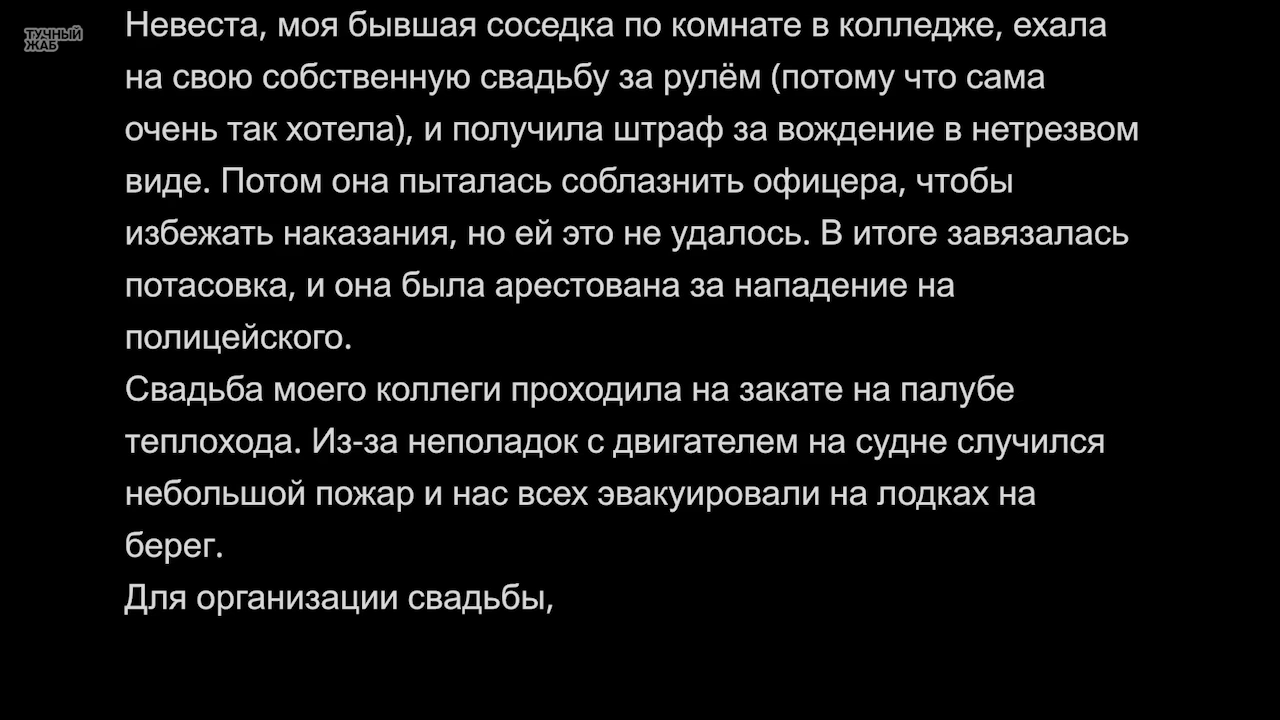 ТУЧНЫЙ
ЖАБ
Невеста, моя бывшая соседка по комнате в колледже, ехала
на свою собственную свадьбу за рулём (потому что сама
очень так хотела), и получила штраф за вождение в нетрезвом
виде. Потом она пыталась соблазнить офицера, чтобы
избежать наказания, но ей это не удалось. В итоге завязалась
потасовка, и она была арестована за нападение на
полицейского.
Свадьба моего коллеги проходила на закате на палубе
теплохода. Из-за неполадок с двигателем на судне случился
небольшой пожар и нас всех эвакуировали на лодках на
берег.
Для организации свадьбы,